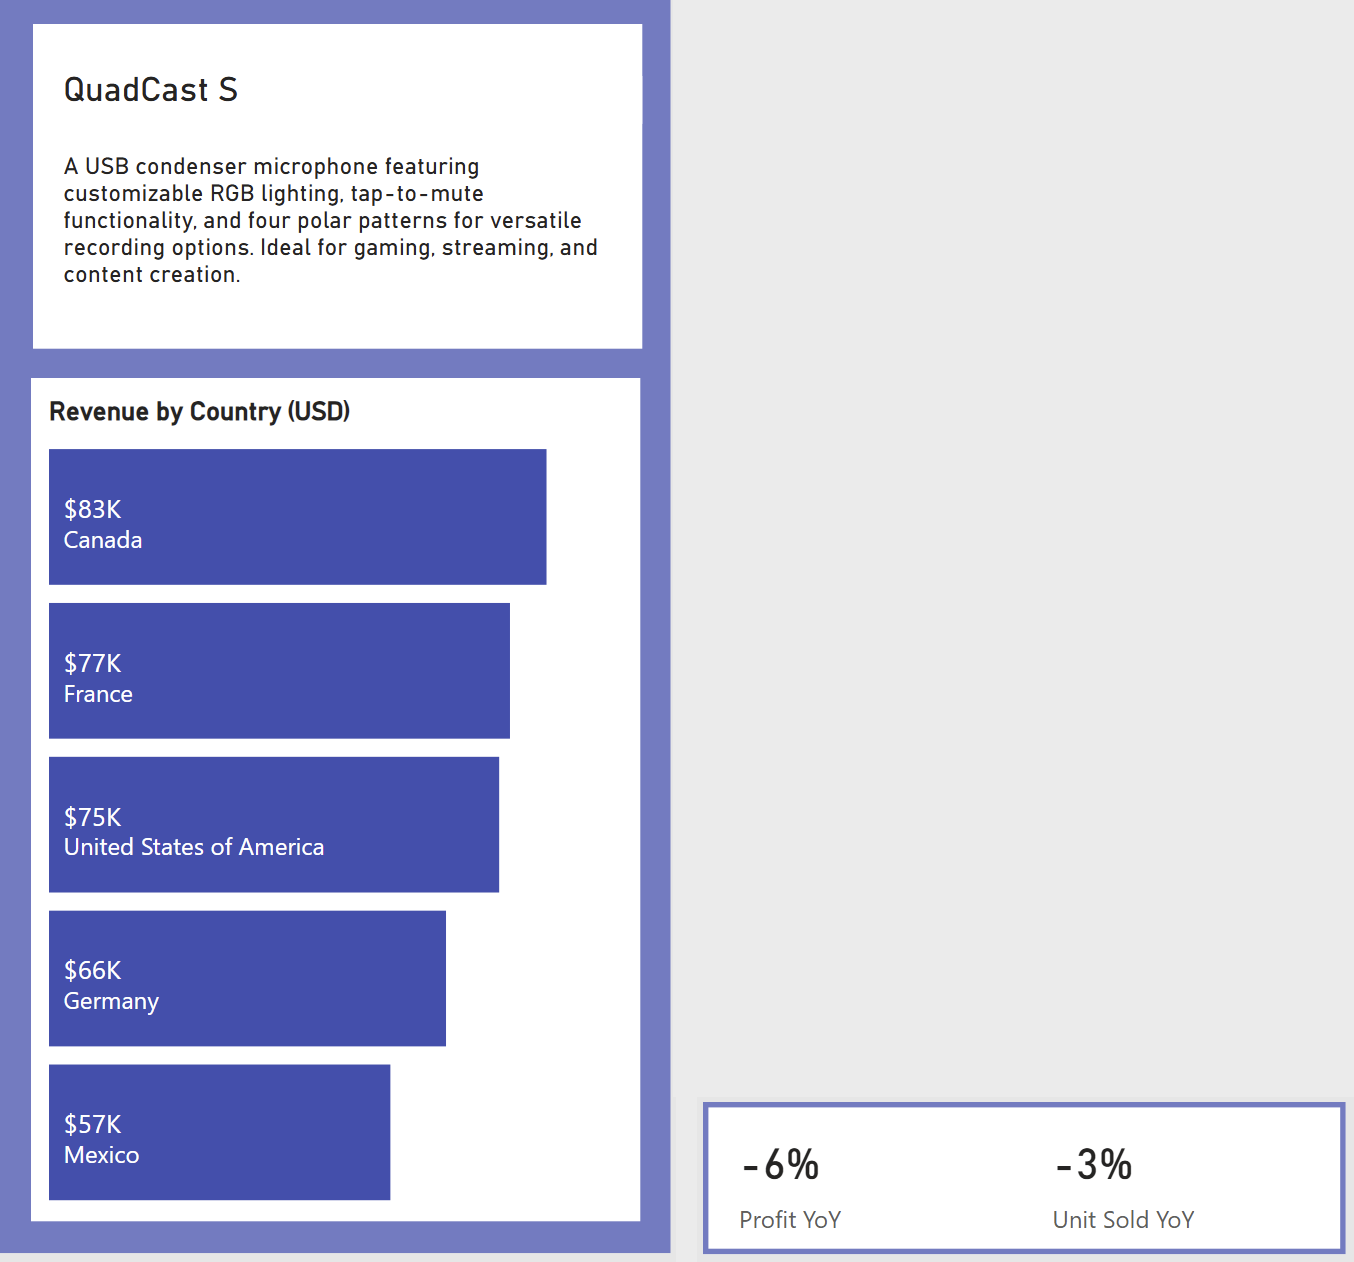 QuadCast S
A USB condenser microphone featuring
customizable RGB lighting, tap-to-mute
functionality, and four polar patterns for versatile
recording options. Ideal for gaming, streaming, and
content creation.
Revenue by Country (USD)
$83K
Canada
$77K
France
$75K
United States of America
$66K
Germany
$57K
Mexico
-6%
Profit YoY
-3%
Unit Sold YoY